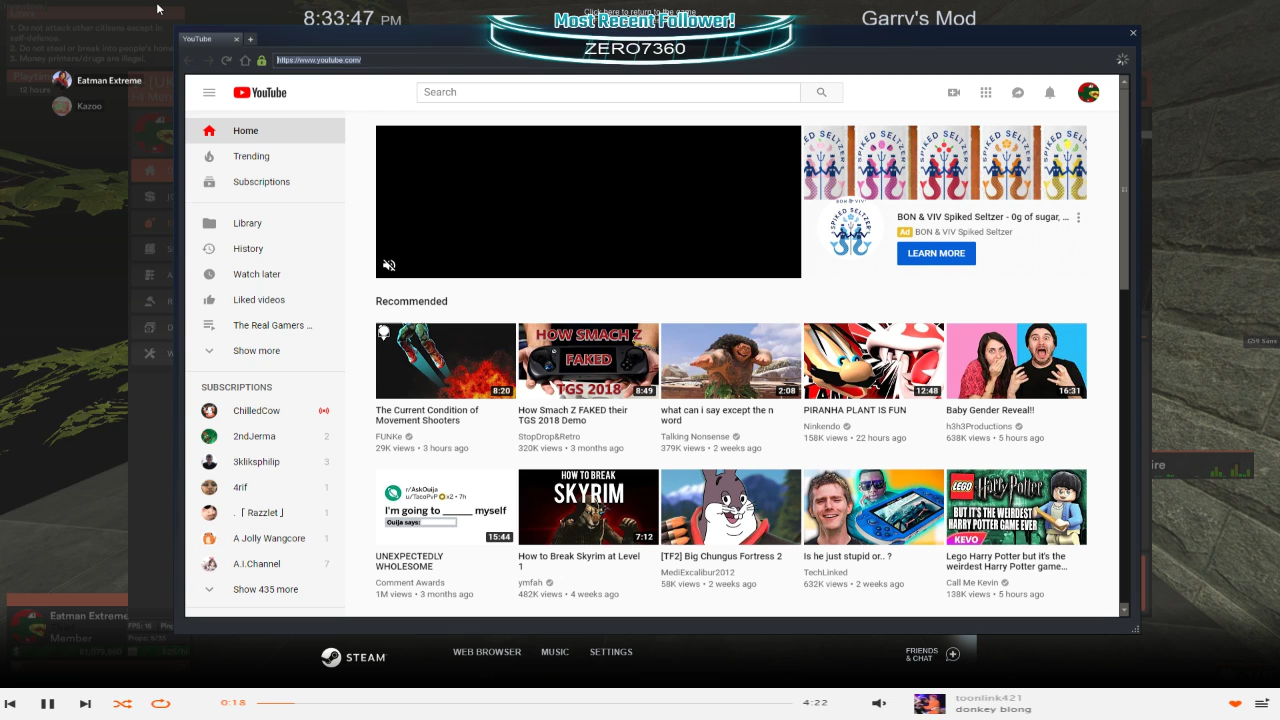 8:33:47 PM
Click here to return to the game
Most Recent Follower!
ZERO7360
Garry's Mod
1. Do not attack other citizens except in
self-defence.
2. Do not steal or break into people's home
3. Money printers/drugs are illegal.
Playtime
12 hours
Eatman Extreme
Kazoo
YouTube
https://www.youtube.com/
YouTube
Search
Home
Trending
Subscriptions
Library
History
Watch later
Liked videos
The Real Gamers ...
Show more
SUBSCRIPTIONS
ChilledCow
2ndJerma 2
3kliksphilip 3
4rif 1
.「 Razzlet 」 1
A Jolly Wangcore 1
A.I.Channel 7
Show 435 more
SPIKED SELTZER
BON & VIV
SPIKED SELTZER
BON & VIV Spiked Seltzer - 0g of sugar, ...
Ad BON & VIV Spiked Seltzer
LEARN MORE
Recommended
8:20
HOW SMACH Z
FAKED
TGS 2018
8:49
2:08
12:48
16:31
The Current Condition of
Movement Shooters
FUNKe
29K views • 3 hours ago
How Smach Z FAKED their
TGS 2018 Demo
StopDrop&Retro
320K views • 3 months ago
what can i say except the n
word
Talking Nonsense
379K views • 2 weeks ago
PIRANHA PLANT IS FUN
Ninkendo
158K views • 22 hours ago
Baby Gender Reveal!!
h3h3Productions
638K views • 5 hours ago
r/AskOuija
u/TacoPvP x2 • 7h
I'm going to ______ myself
Ouija says:
15:44
HOW TO BREAK
SKYRIM
7:12
LEGO Harry Potter
BUT IT'S THE WEIRDEST
HARRY POTTER GAME EVER
KEVO
UNEXPECTEDLY
WHOLESOME
Comment Awards
1M views • 3 months ago
How to Break Skyrim at Level
1
ymfah
482K views • 4 weeks ago
[TF2] Big Chungus Fortress 2
MediExcalibur2012
58K views • 2 weeks ago
Is he just stupid or.. ?
TechLinked
632K views • 2 weeks ago
Lego Harry Potter but it's the
weirdest Harry Potter game...
Call Me Kevin
138K views • 5 hours ago
Eatman Extreme
Member
FPS: 16
STEAM
WEB BROWSER
MUSIC
SETTINGS
FRIENDS
& CHAT
0:18
4:22
toonlink421
donkey blong